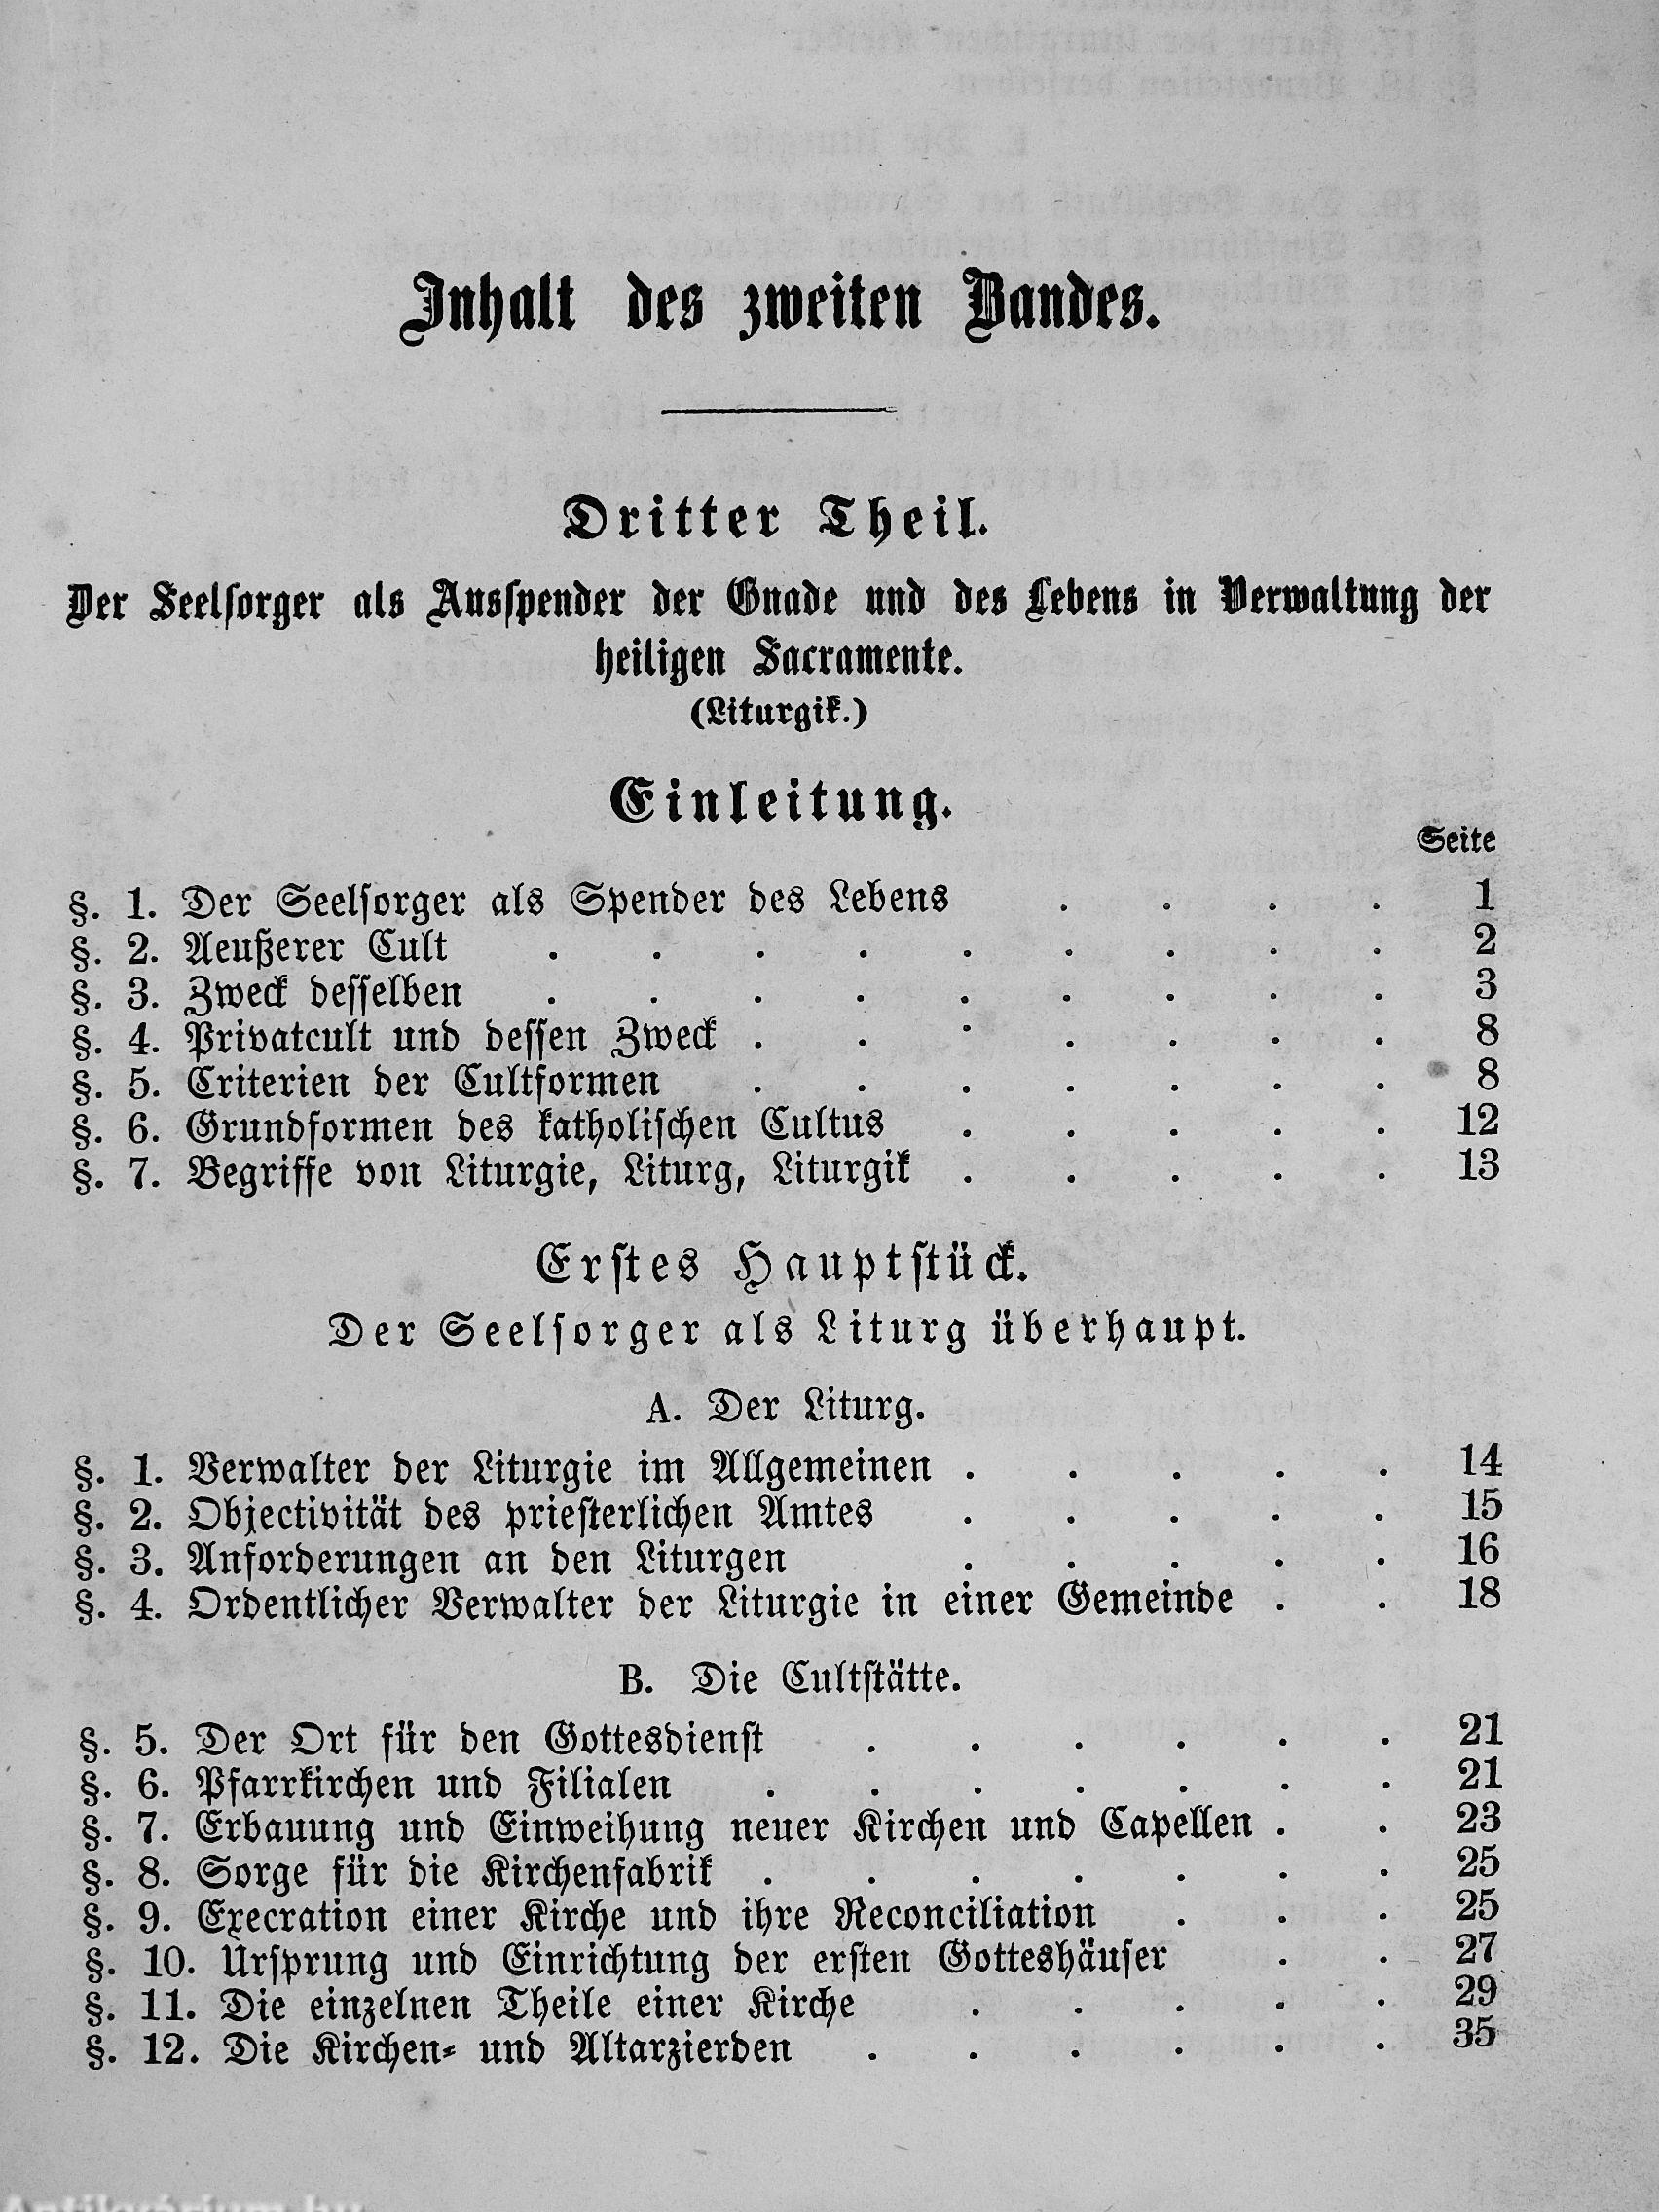 Inhalt des zweiten Bandes.
Dritter Theil.
Der Seelsorger als Ausspender der Gnade und des Lebens in Verwaltung der
heiligen Sacramente.
(Liturgik.)
Einleitung.
Seite
§. 1. Der Seelsorger als Spender des Lebens . . . . 1
§. 2. Aeußerer Cult . . . . . . . . . 2
§. 3. Zweck desselben . . . . . . . . . 3
§. 4. Privatcult und dessen Zweck . . . . . . . 8
§. 5. Criterien der Cultformen . . . . . . . 8
§. 6. Grundformen des katholischen Cultus . . . . . 12
§. 7. Begriffe von Liturgie, Liturg, Liturgik . . . . . 13
Erstes Hauptstück.
Der Seelsorger als Liturg überhaupt.
A. Der Liturg.
§. 1. Verwalter der Liturgie im Allgemeinen . . . . . 14
§. 2. Objectivität des priesterlichen Amtes . . . . . 15
§. 3. Anforderungen an den Liturgen . . . . . 16
§. 4. Ordentlicher Verwalter der Liturgie in einer Gemeinde . . 18
B. Die Cultstätte.
§. 5. Der Ort für den Gottesdienst . . . . . . 21
§. 6. Pfarrkirchen und Filialen . . . . . . . 21
§. 7. Erbauung und Einweihung neuer Kirchen und Capellen . . 23
§. 8. Sorge für die Kirchenfabrik . . . . . . . 25
§. 9. Execration einer Kirche und ihre Reconciliation . . . 25
§. 10. Ursprung und Einrichtung der ersten Gotteshäuser . . 27
§. 11. Die einzelnen Theile einer Kirche . . . . . 29
§. 12. Die Kirchen- und Altarzierden . . . . . . 35